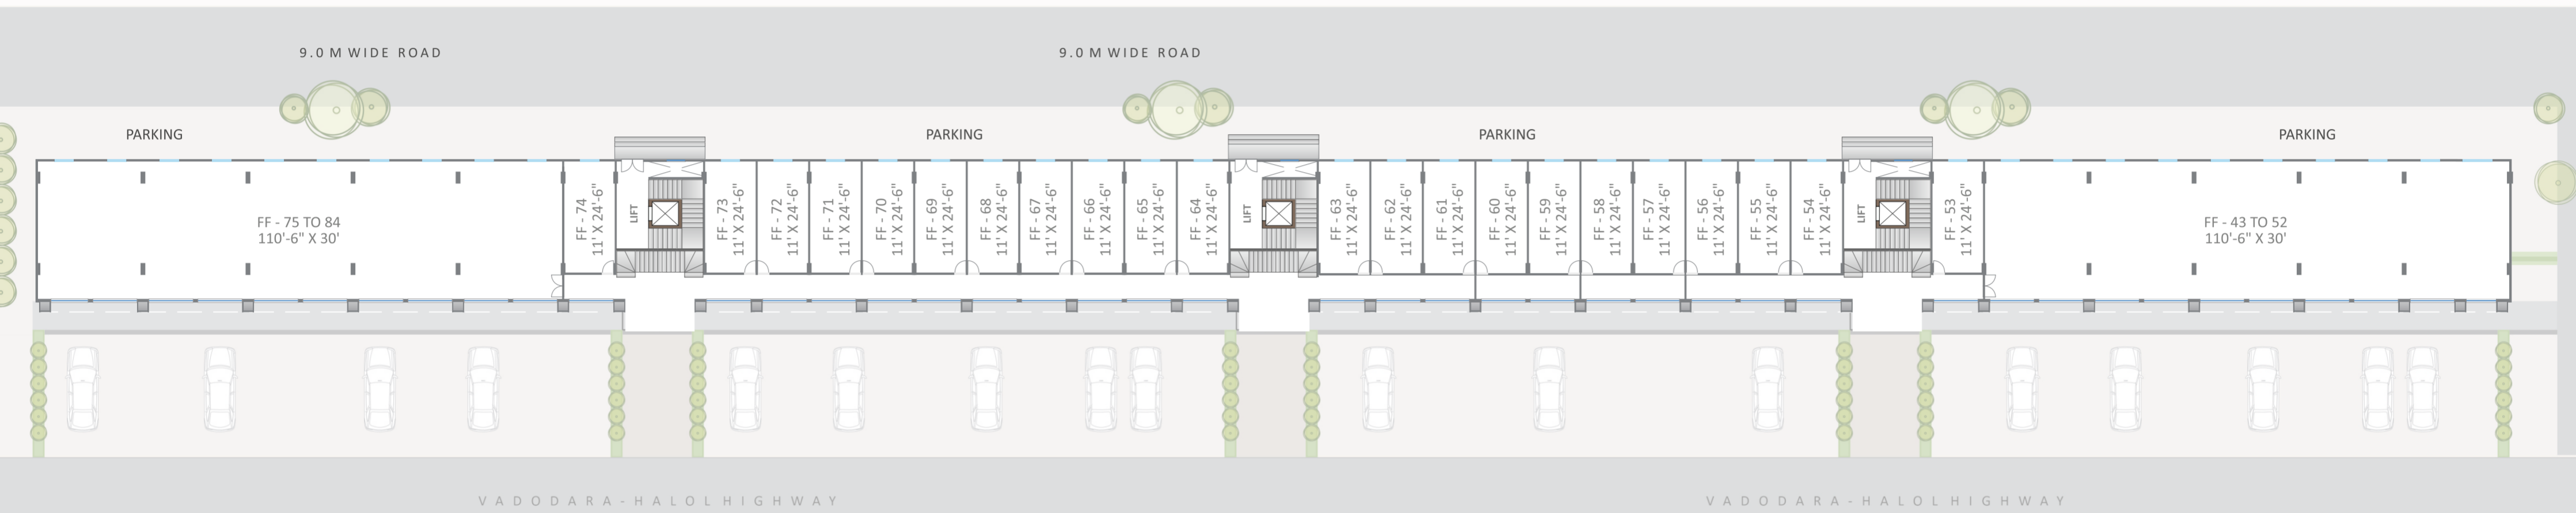 9.0 M WIDE ROAD
9.0 M WIDE ROAD
PARKING
PARKING
PARKING
PARKING
FF - 75 TO 84
110'-6" X 30'
FF - 74
11' X 24'-6"
LIFT
FF - 73
11' X 24'-6"
FF - 72
11' X 24'-6"
FF - 71
11' X 24'-6"
FF - 70
11' X 24'-6"
FF - 69
11' X 24'-6"
FF - 68
11' X 24'-6"
FF - 67
11' X 24'-6"
FF - 66
11' X 24'-6"
FF - 65
11' X 24'-6"
FF - 64
11' X 24'-6"
LIFT
FF - 63
11' X 24'-6"
FF - 62
11' X 24'-6"
FF - 61
11' X 24'-6"
FF - 60
11' X 24'-6"
FF - 59
11' X 24'-6"
FF - 58
11' X 24'-6"
FF - 57
11' X 24'-6"
FF - 56
11' X 24'-6"
FF - 55
11' X 24'-6"
FF - 54
11' X 24'-6"
LIFT
FF - 53
11' X 24'-6"
FF - 43 TO 52
110'-6" X 30'
VADODARA-HALOL HIGHWAY
VADODARA-HALOL HIGHWAY